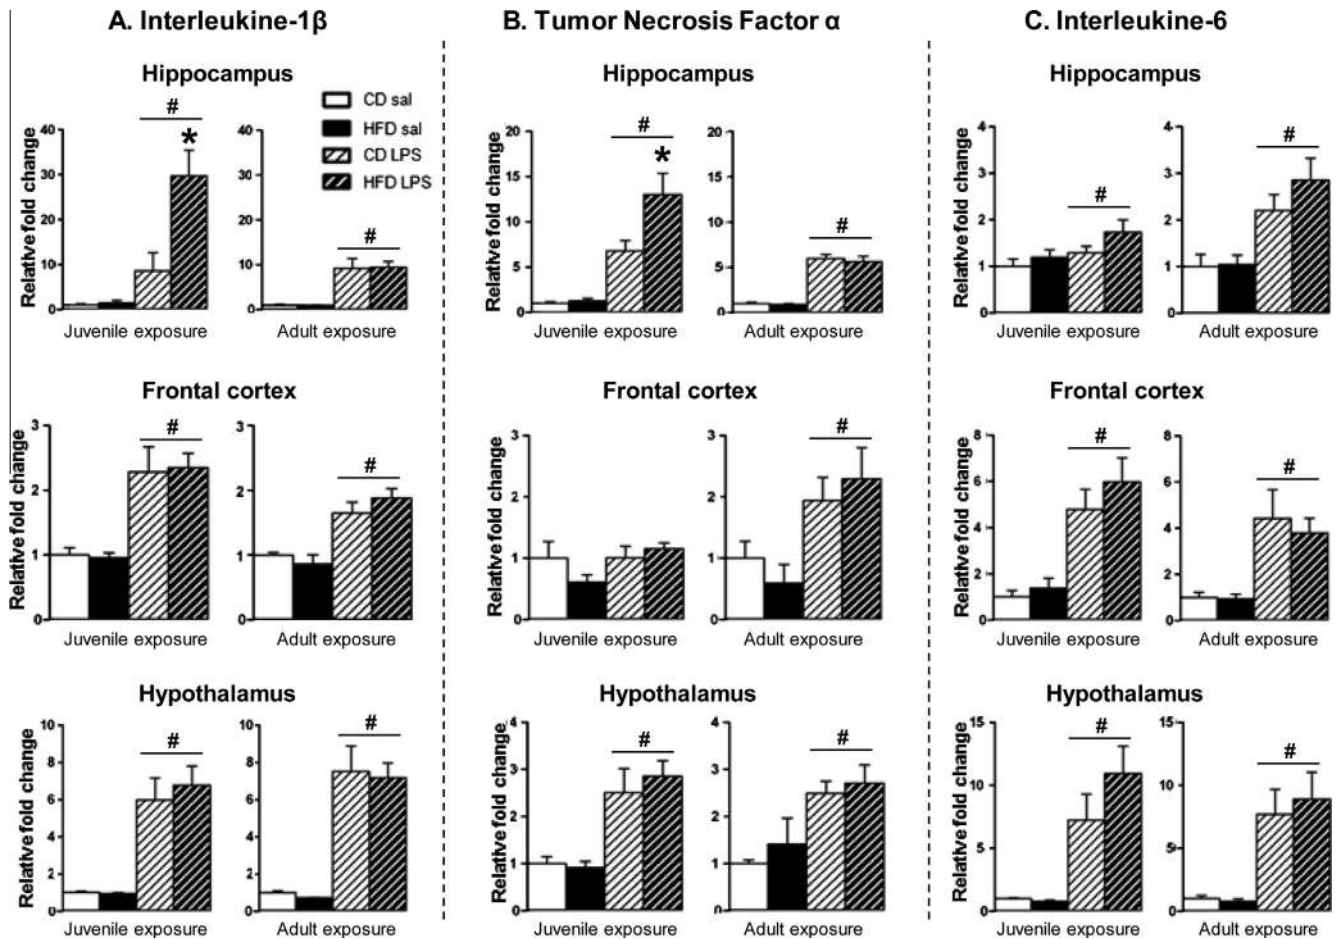 A. Interleukine-1β
B. Tumor Necrosis Factor α
C. Interleukine-6
Hippocampus
CD sal
HFD sal
CD LPS
HFD LPS
Relative fold change
40
30
20
10
0
#
*
Juvenile exposure
40
30
20
10
0
#
Adult exposure
Frontal cortex
Relative fold change
3
2
1
0
#
Juvenile exposure
3
2
1
0
#
Adult exposure
Hypothalamus
Relative fold change
10
8
6
4
2
0
#
Juvenile exposure
10
8
6
4
2
0
#
Adult exposure
Hippocampus
Relative fold change
20
15
10
5
0
#
*
Juvenile exposure
20
15
10
5
0
#
Adult exposure
Frontal cortex
Relative fold change
3
2
1
0
Juvenile exposure
3
2
1
0
#
Adult exposure
Hypothalamus
Relative fold change
4
3
2
1
0
#
Juvenile exposure
4
3
2
1
0
#
Adult exposure
Hippocampus
Relative fold change
4
3
2
1
0
#
Juvenile exposure
4
3
2
1
0
#
Adult exposure
Frontal cortex
Relative fold change
8
6
4
2
0
#
Juvenile exposure
8
6
4
2
0
#
Adult exposure
Hypothalamus
Relative fold change
15
10
5
0
#
Juvenile exposure
15
10
5
0
#
Adult exposure